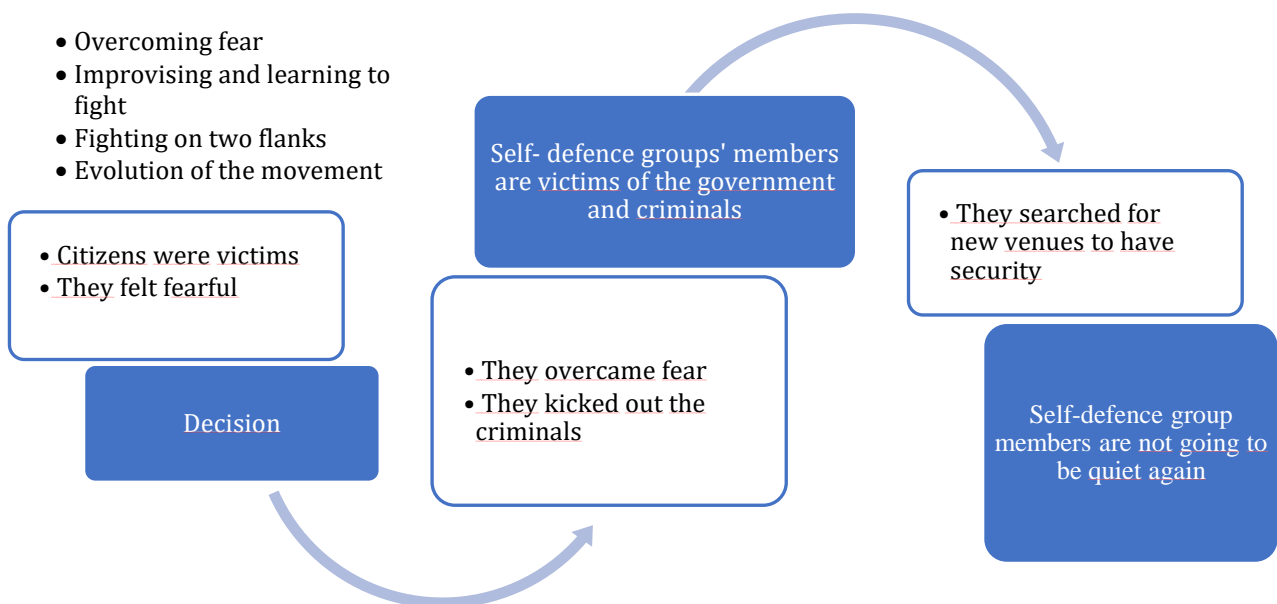 • Overcoming fear
• Improvising and learning to
fight
• Fighting on two flanks
• Evolution of the movement
• Citizens were victims
• They felt fearful
Decision
Self- defence groups' members
are victims of the government
and criminals
• They overcame fear
• They kicked out the
criminals
• They searched for
new venues to have
security
Self-defence group
members are not going to
be quiet again